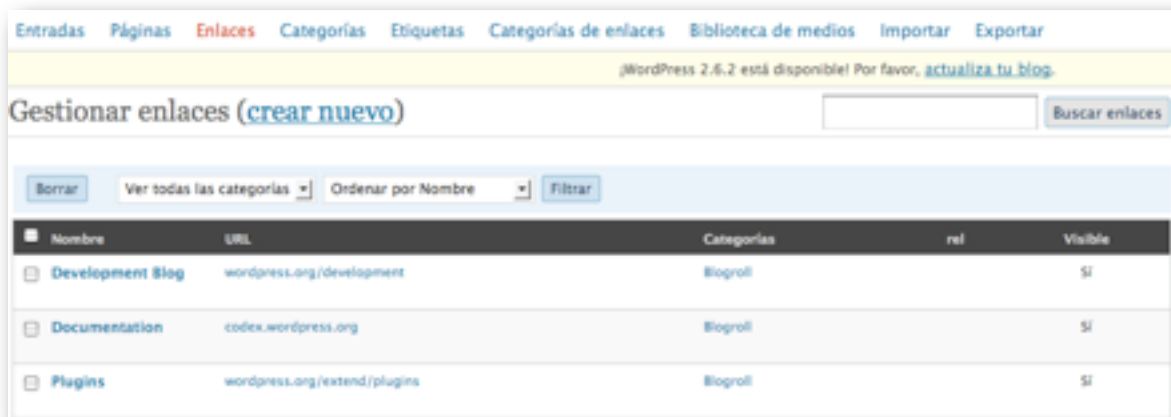 Entradas Páginas Enlaces Categorías Etiquetas Categorías de enlaces Biblioteca de medios Importar Exportar
¡WordPress 2.6.2 está disponible! Por favor, actualiza tu blog.
Gestionar enlaces (crear nuevo) Buscar enlaces
Borrar Ver todas las categorías Ordenar por Nombre Filtrar
Nombre URL Categorías rel Visible
Development Blog wordpress.org/development Blogroll Sí
Documentation codex.wordpress.org Blogroll Sí
Plugins wordpress.org/extend/plugins Blogroll Sí